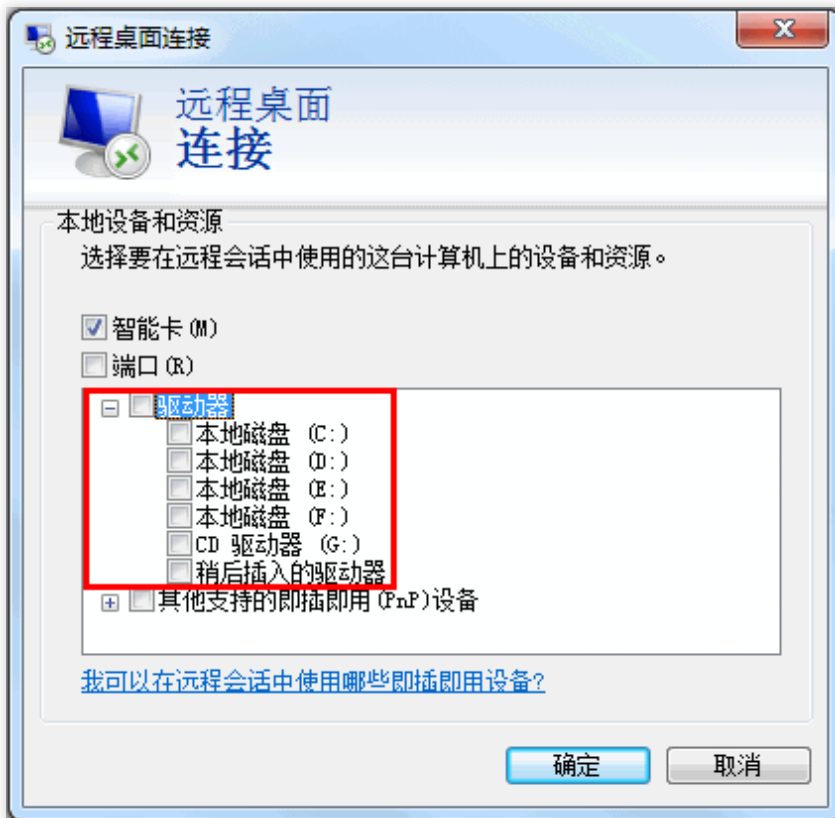 远程桌面连接
远程桌面
连接
本地设备和资源
选择要在远程会话中使用的这台计算机上的设备和资源。
智能卡(M)
端口(R)
驱动器
本地磁盘 (C:)
本地磁盘 (D:)
本地磁盘 (E:)
本地磁盘 (F:)
CD 驱动器 (G:)
稍后插入的驱动器
其他支持的即插即用(PnP)设备
我可以在远程会话中使用哪些即插即用设备?
确定 取消